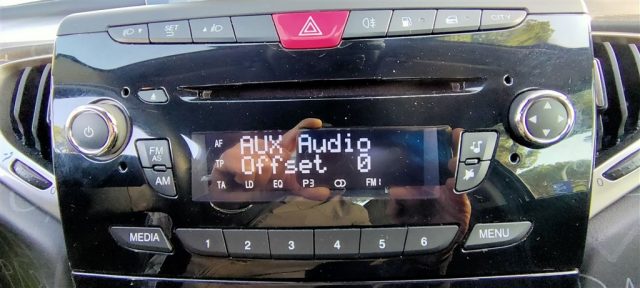 SET
CITY
AF AUX Audio
TP Offset 0
TA LO EQ P3 FM1
FM
AS
AM
MEDIA 1 2 3 4 5 6 MENU